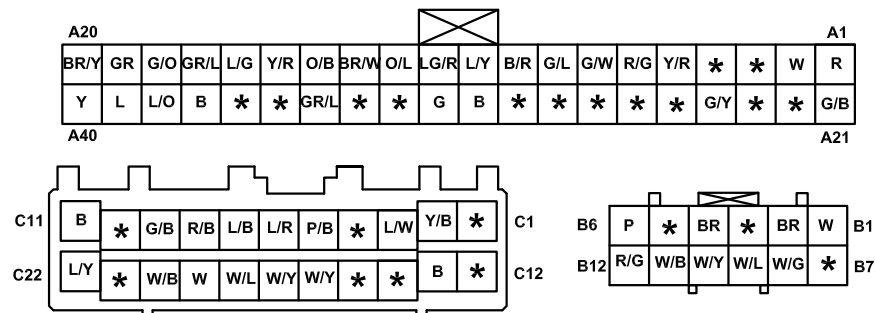 A20 A1
BR/Y GR G/O GR/L L/G Y/R O/B BR/W O/L LG/R L/Y B/R G/L G/W R/G Y/R * * W R
Y L L/O B * * GR/L * * G B * * * * * G/Y * * G/B
A40 A21
C11 B * G/B R/B L/B L/R P/B * L/W Y/B * C1
C22 L/Y * W/B W W/L W/Y W/Y * * B * C12
B6 P * BR * BR W B1
B12 R/G W/B W/Y W/L W/G * B7